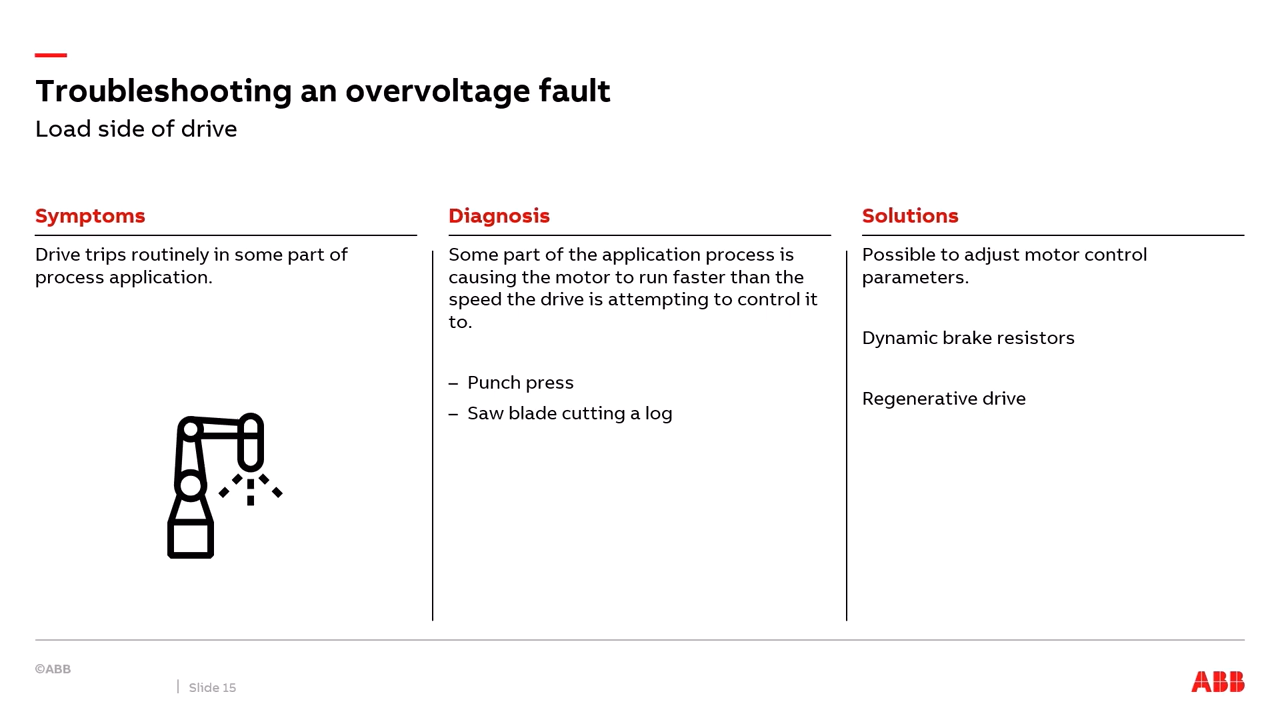 Troubleshooting an overvoltage fault
Load side of drive
Symptoms
Drive trips routinely in some part of
process application.
Diagnosis
Some part of the application process is
causing the motor to run faster than the
speed the drive is attempting to control it
to.
– Punch press
– Saw blade cutting a log
Solutions
Possible to adjust motor control
parameters.
Dynamic brake resistors
Regenerative drive
©ABB
Slide 15
ABB